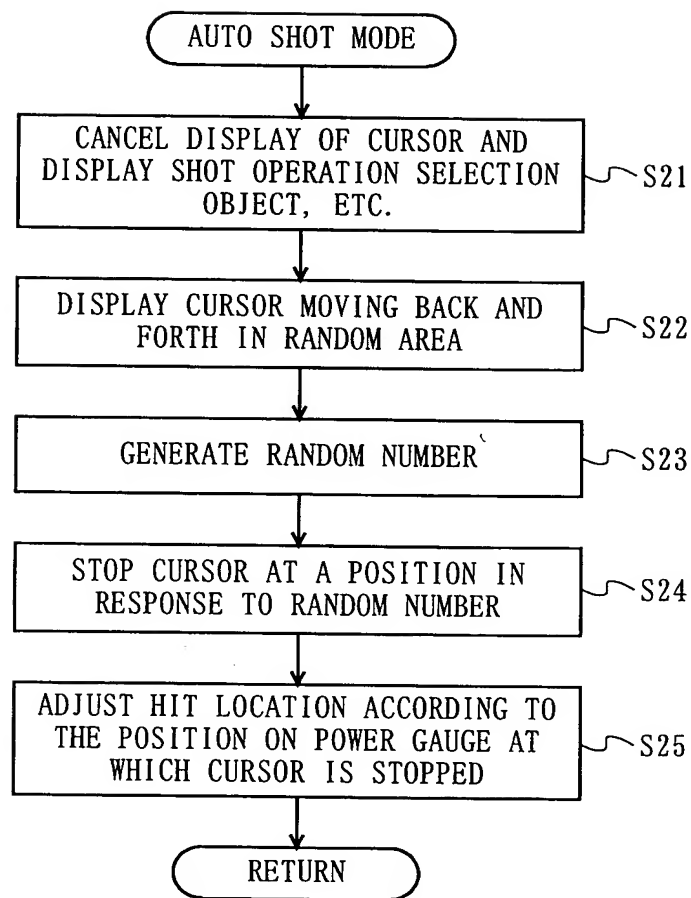 AUTO SHOT MODE
CANCEL DISPLAY OF CURSOR AND
DISPLAY SHOT OPERATION SELECTION
OBJECT, ETC.
S21
DISPLAY CURSOR MOVING BACK AND
FORTH IN RANDOM AREA
S22
GENERATE RANDOM NUMBER
S23
STOP CURSOR AT A POSITION IN
RESPONSE TO RANDOM NUMBER
S24
ADJUST HIT LOCATION ACCORDING TO
THE POSITION ON POWER GAUGE AT
WHICH CURSOR IS STOPPED
S25
RETURN